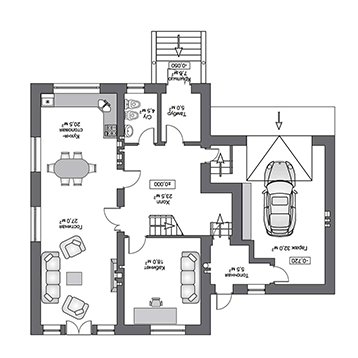 Крыльцо
7,8 м²
-0,050
Кухня-
столовая
20,5 м²
С/у
4,5 м²
Тамбур
5,0 м²
±0,000
Холл
23,5 м²
Гостиная
27,0 м²
Кабинет
18,0 м²
Топочная
5,5 м²
Гараж 32,0 м²
-0,720